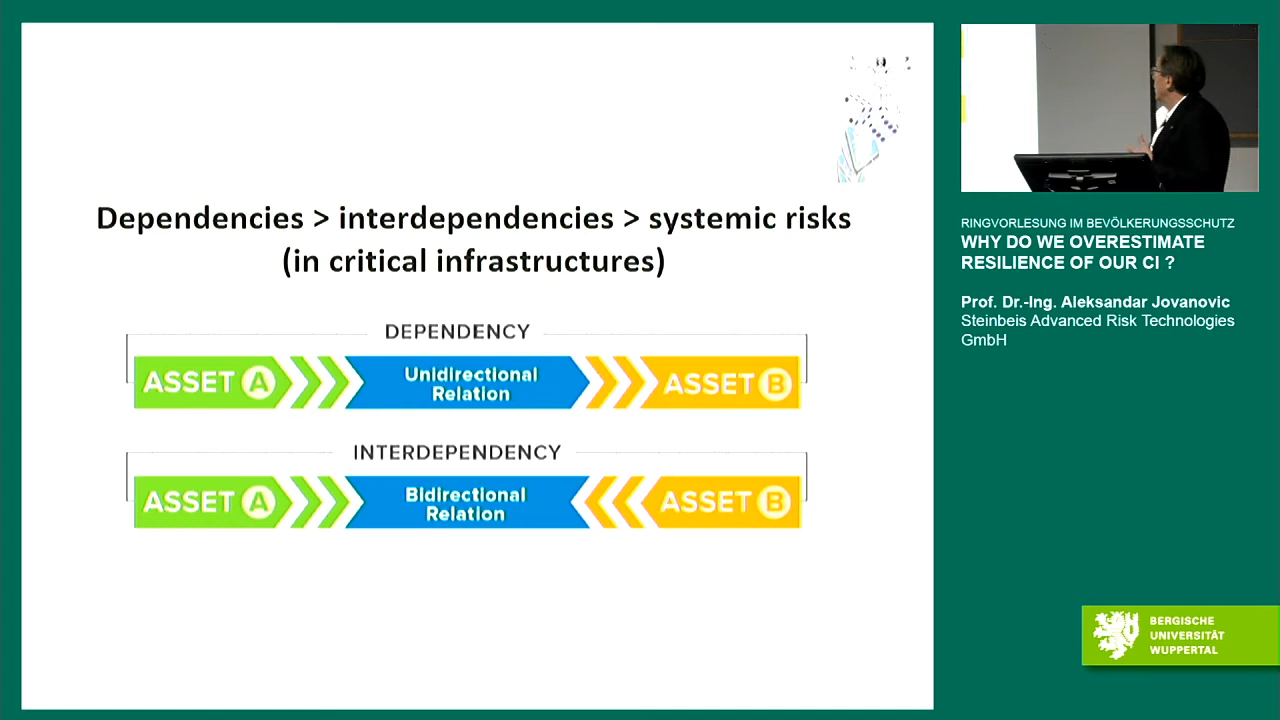 Dependencies > interdependencies > systemic risks
(in critical infrastructures)
DEPENDENCY
ASSET A
Unidirectional
Relation
ASSET B
INTERDEPENDENCY
ASSET A
Bidirectional
Relation
ASSET B
RINGVORLESUNG IM BEVÖLKERUNGSSCHUTZ
WHY DO WE OVERESTIMATE
RESILIENCE OF OUR CI ?
Prof. Dr.-Ing. Aleksandar Jovanovic
Steinbeis Advanced Risk Technologies
GmbH
BERGISCHE
UNIVERSITÄT
WUPPERTAL